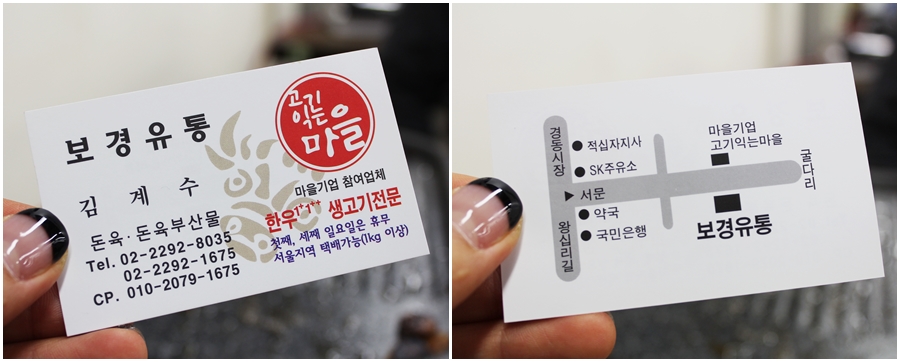 보경유통
김계수
돈육·돈육부산물
Tel. 02-2292-8035
02-2292-1675
CP. 010-2079-1675
고기
익는
마을
마을기업 참여업체
한우1⁺1⁺⁺ 생고기전문
첫째, 세째 일요일은 휴무
서울지역 택배가능(1kg 이상)
경동시장
적십자지사
SK주유소
▶ 서문
약국
국민은행
왕십리길
마을기업
고기익는마을
굴다리
보경유통